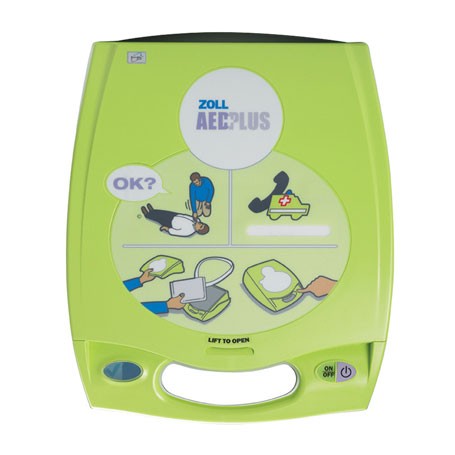 ZOLL
AED PLUS
OK?
LIFT TO OPEN
ON
OFF